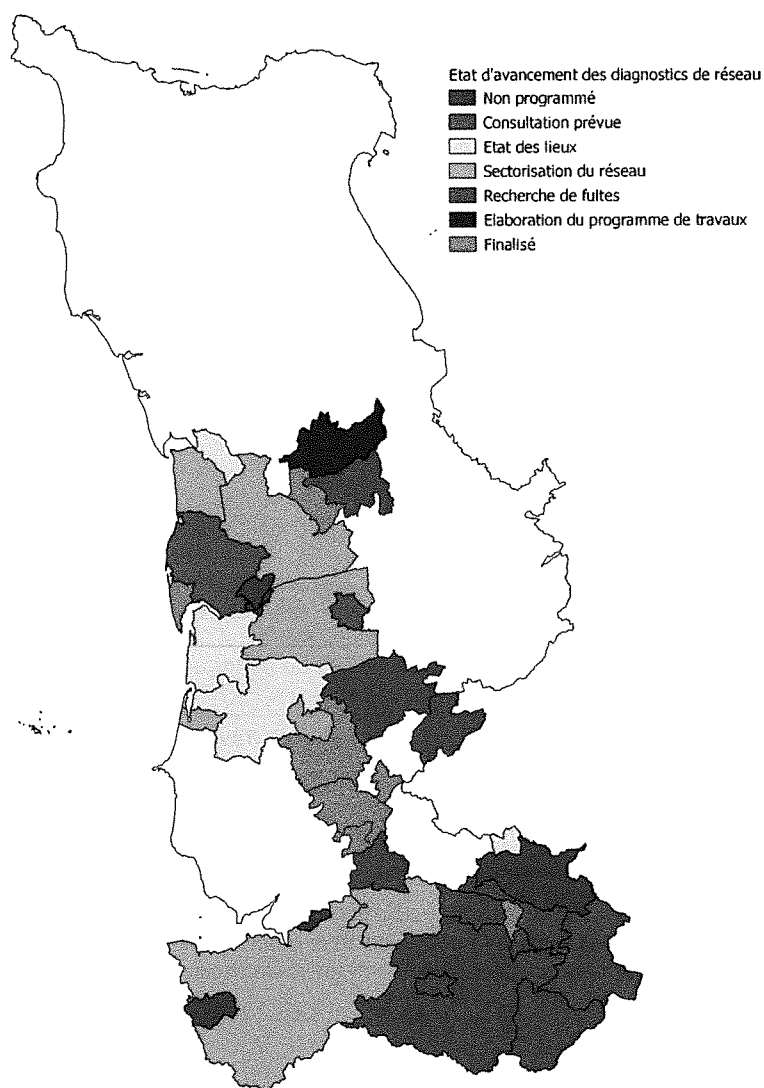 Etat d'avancement des diagnostics de réseau
Non programmé
Consultation prévue
Etat des lieux
Sectorisation du réseau
Recherche de fuites
Elaboration du programme de travaux
Finalisé